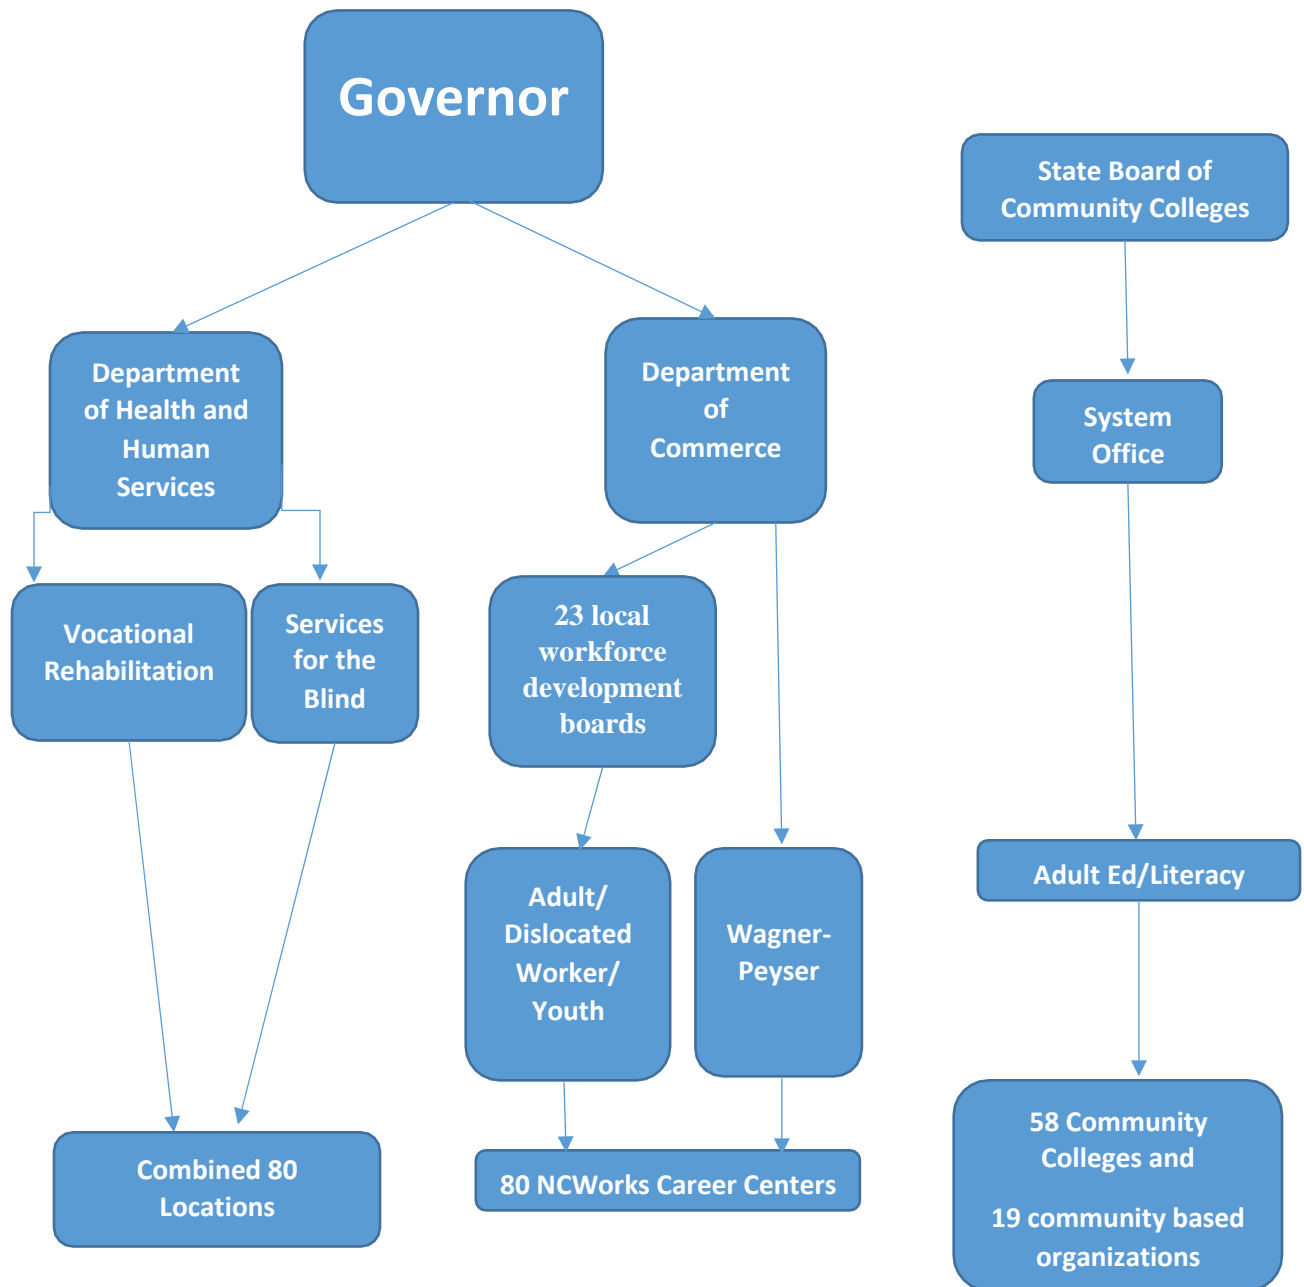 Governor
State Board of
Community Colleges
Department
of Health and
Human
Services
Department
of
Commerce
System
Office
Vocational
Rehabilitation
Services
for the
Blind
23 local
workforce
development
boards
Adult/
Dislocated
Worker/
Youth
Wagner-
Peyser
Adult Ed/Literacy
Combined 80
Locations
80 NCWorks Career Centers
58 Community
Colleges and
19 community based
organizations